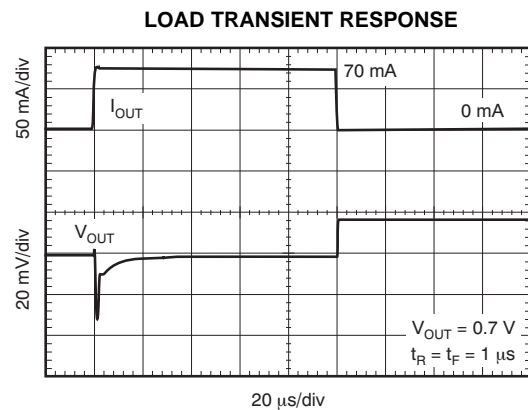 LOAD TRANSIENT RESPONSE
50 mA/div
I_OUT
70 mA
0 mA
20 mV/div
V_OUT
V_OUT = 0.7 V
t_R = t_F = 1 μs
20 μs/div